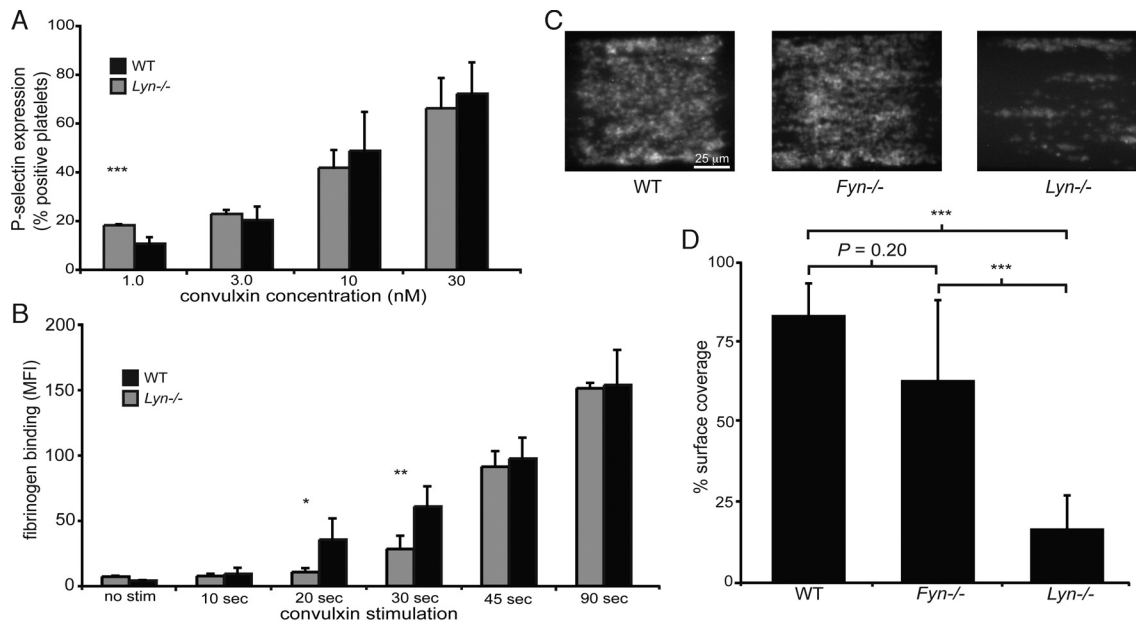 A
P-selectin expression
(% positive platelets)
100
80
60
40
20
0
WT
Lyn-/-
***
1.0
3.0
10
30
convulxin concentration (nM)
B
fibrinogen binding (MFI)
200
150
100
50
0
WT
Lyn-/-
*
**
no stim
10 sec
20 sec
30 sec
45 sec
90 sec
convulxin stimulation
C
25 µm
WT
Fyn-/-
Lyn-/-
D
% surface coverage
100
75
50
25
0
***
P = 0.20
***
WT
Fyn-/-
Lyn-/-